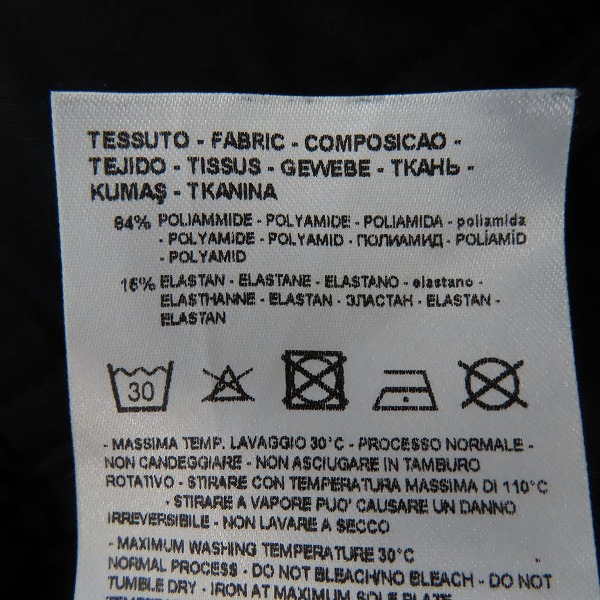 TESSUTO - FABRIC - COMPOSICAO -
TEJIDO - TISSUS - GEWEBE - ТКАНЬ -
KUMAŞ - TKANINA
84% POLIAMMIDE - POLYAMIDE - POLIAMIDA - poliamida
- POLYAMIDE - POLYAMID - ПОЛИАМИД - POLİAMİD
- POLYAMID
16% ELASTAN - ELASTANE - ELASTANO - elastano -
ELASTHANNE - ELASTAN - ЭЛАСТАН - ELASTAN -
ELASTAN
30
- MASSIMA TEMP. LAVAGGIO 30°C - PROCESSO NORMALE -
NON CANDEGGIARE - NON ASCIUGARE IN TAMBURO
ROTATIVO - STIRARE CON TEMPERATURA MASSIMA DI 110°C
- STIRARE A VAPORE PUO' CAUSARE UN DANNO
IRREVERSIBILE - NON LAVARE A SECCO
- MAXIMUM WASHING TEMPERATURE 30°C
NORMAL PROCESS - DO NOT BLEACH/NO BLEACH - DO NOT
TUMBLE DRY - IRON AT MAXIMUM SOLE PLATE